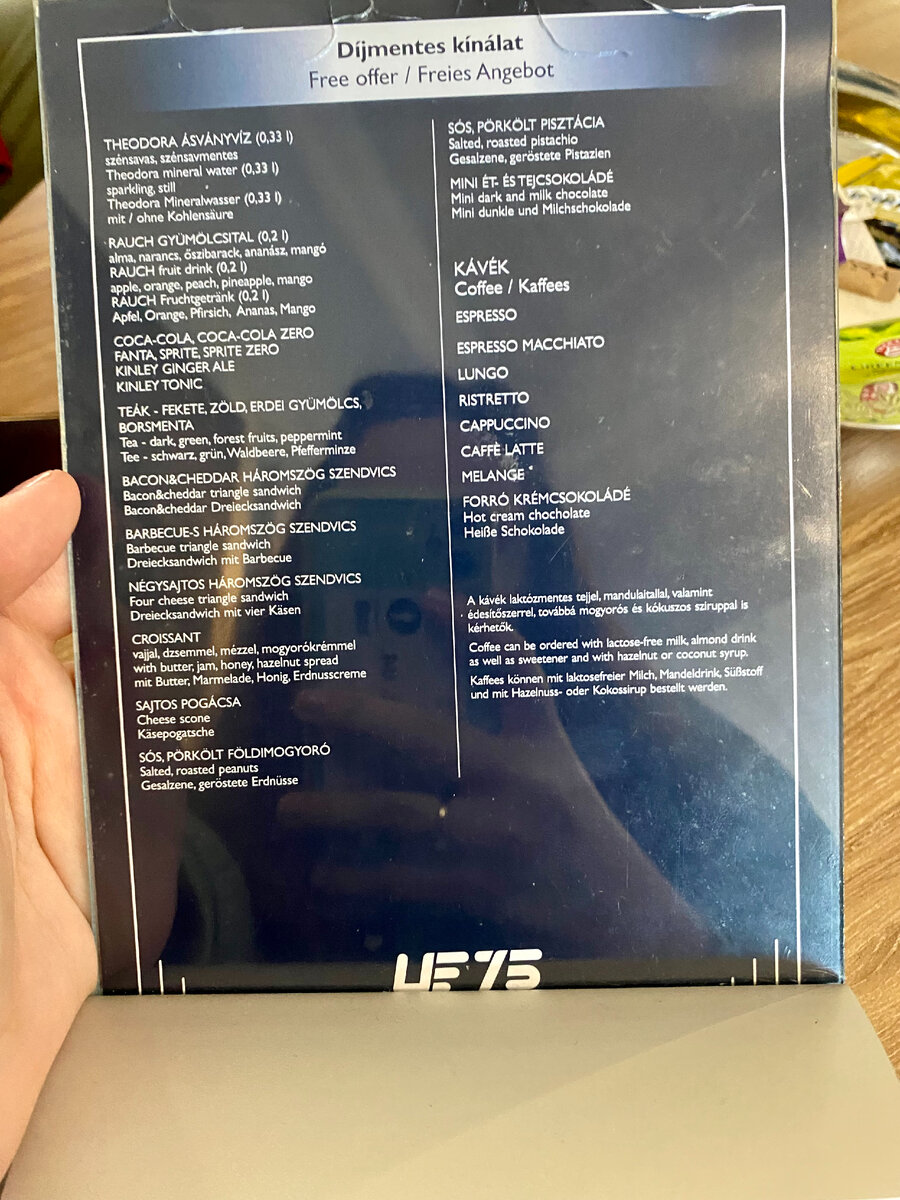 Díjmentes kínálat
Free offer / Freies Angebot
THEODORA ÁSVÁNYVÍZ (0,33 l)
szénsavas, szénsavmentes
Theodora mineral water (0,33 l)
sparkling, still
Theodora Mineralwasser (0,33 l)
mit / ohne Kohlensäure
RAUCH GYÜMÖLCSITAL (0,2 l)
alma, narancs, őszibarack, ananász, mangó
RAUCH fruit drink (0,2 l)
apple, orange, peach, pineapple, mango
RAUCH Fruchtgetränk (0,2 l)
Apfel, Orange, Pfirsich, Ananas, Mango
COCA-COLA, COCA-COLA ZERO
FANTA, SPRITE, SPRITE ZERO
KINLEY GINGER ALE
KINLEY TONIC
TEÁK - FEKETE, ZÖLD, ERDEI GYÜMÖLCS,
BORSMENTA
Tea - dark, green, forest fruits, peppermint
Tee - schwarz, grün, Waldbeere, Pfefferminze
BACON&CHEDDAR HÁROMSZÖG SZENDVICS
Bacon&cheddar triangle sandwich
Bacon&cheddar Dreiecksandwich
BARBECUE-S HÁROMSZÖG SZENDVICS
Barbecue triangle sandwich
Dreiecksandwich mit Barbecue
NÉGYSAJTOS HÁROMSZÖG SZENDVICS
Four cheese triangle sandwich
Dreiecksandwich mit vier Käsen
CROISSANT
vajjal, dzsemmel, mézzel, mogyorókrémmel
with butter, jam, honey, hazelnut spread
mit Butter, Marmelade, Honig, Erdnusscreme
SAJTOS POGÁCSA
Cheese scone
Käsepogatsche
SÓS, PÖRKÖLT FÖLDIMOGYORÓ
Salted, roasted peanuts
Gesalzene, geröstete Erdnüsse
SÓS, PÖRKÖLT PISZTÁCIA
Salted, roasted pistachio
Gesalzene, geröstete Pistazien
MINI ÉT- ÉS TEJCSOKOLÁDÉ
Mini dark and milk chocolate
Mini dunkle und Milchschokolade
KÁVÉK
Coffee / Kaffees
ESPRESSO
ESPRESSO MACCHIATO
LUNGO
RISTRETTO
CAPPUCCINO
CAFFÈ LATTE
MELANGE
FORRÓ KRÉMCSOKOLÁDÉ
Hot cream chocholate
Heiße Schokolade
A kávék laktózmentes tejjel, mandulaitallal, valamint
édesítőszerrel, továbbá mogyorós és kókuszos sziruppal is
kérhetők.
Coffee can be ordered with lactose-free milk, almond drink
as well as sweetener and with hazelnut or coconut syrup.
Kaffees können mit laktosefreier Milch, Mandeldrink, Süßstoff
und mit Hazelnuss- oder Kokossirup bestellt werden.